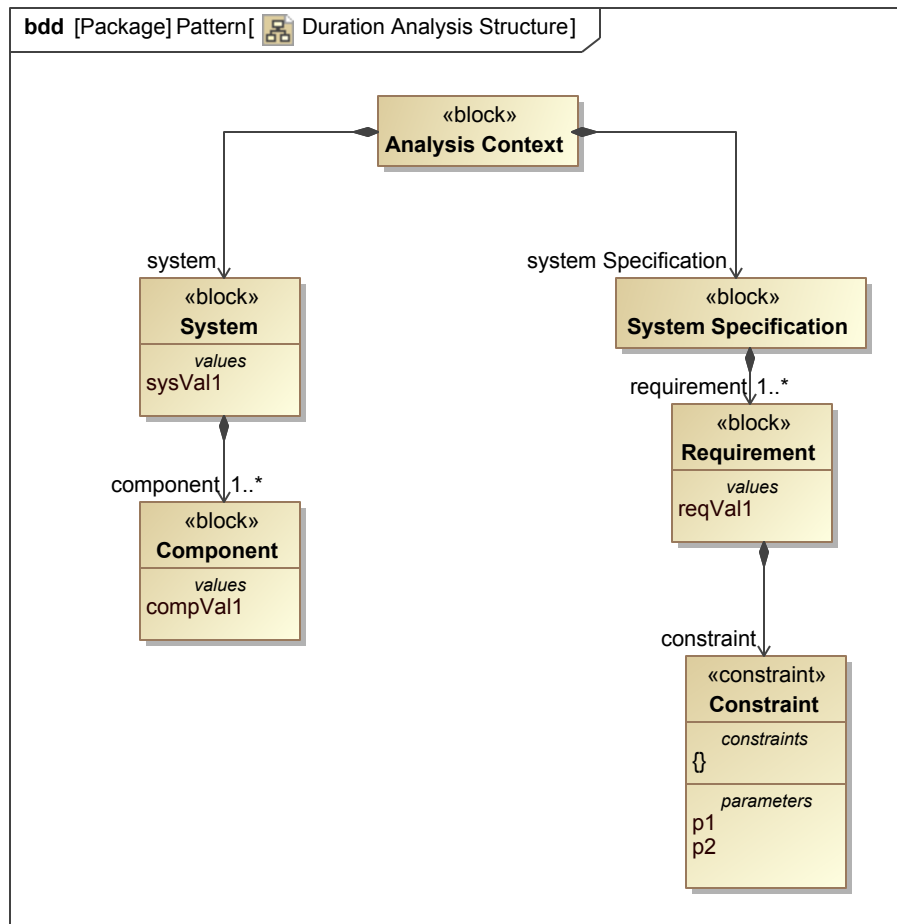 bdd [Package] Pattern[ Duration Analysis Structure]
«block»
Analysis Context
system
system Specification
«block»
System
values
sysVal1
«block»
System Specification
requirement 1..*
«block»
Requirement
values
reqVal1
component 1..*
«block»
Component
values
compVal1
constraint
«constraint»
Constraint
constraints
{}
parameters
p1
p2